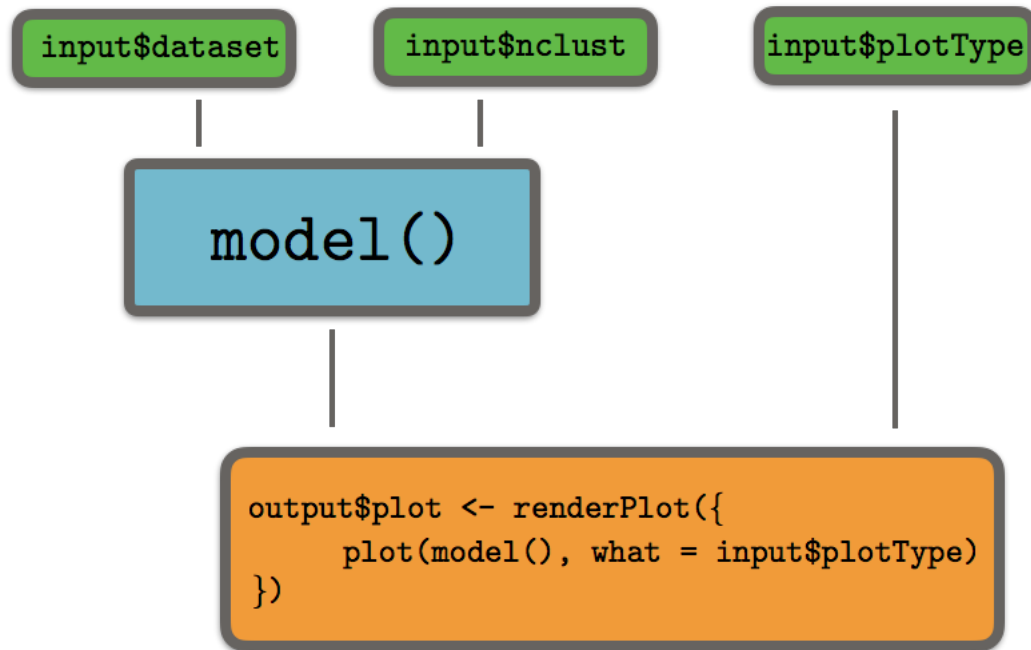 input$dataset
input$nclust
input$plotType
model()
output$plot <- renderPlot({
plot(model(), what = input$plotType)
})